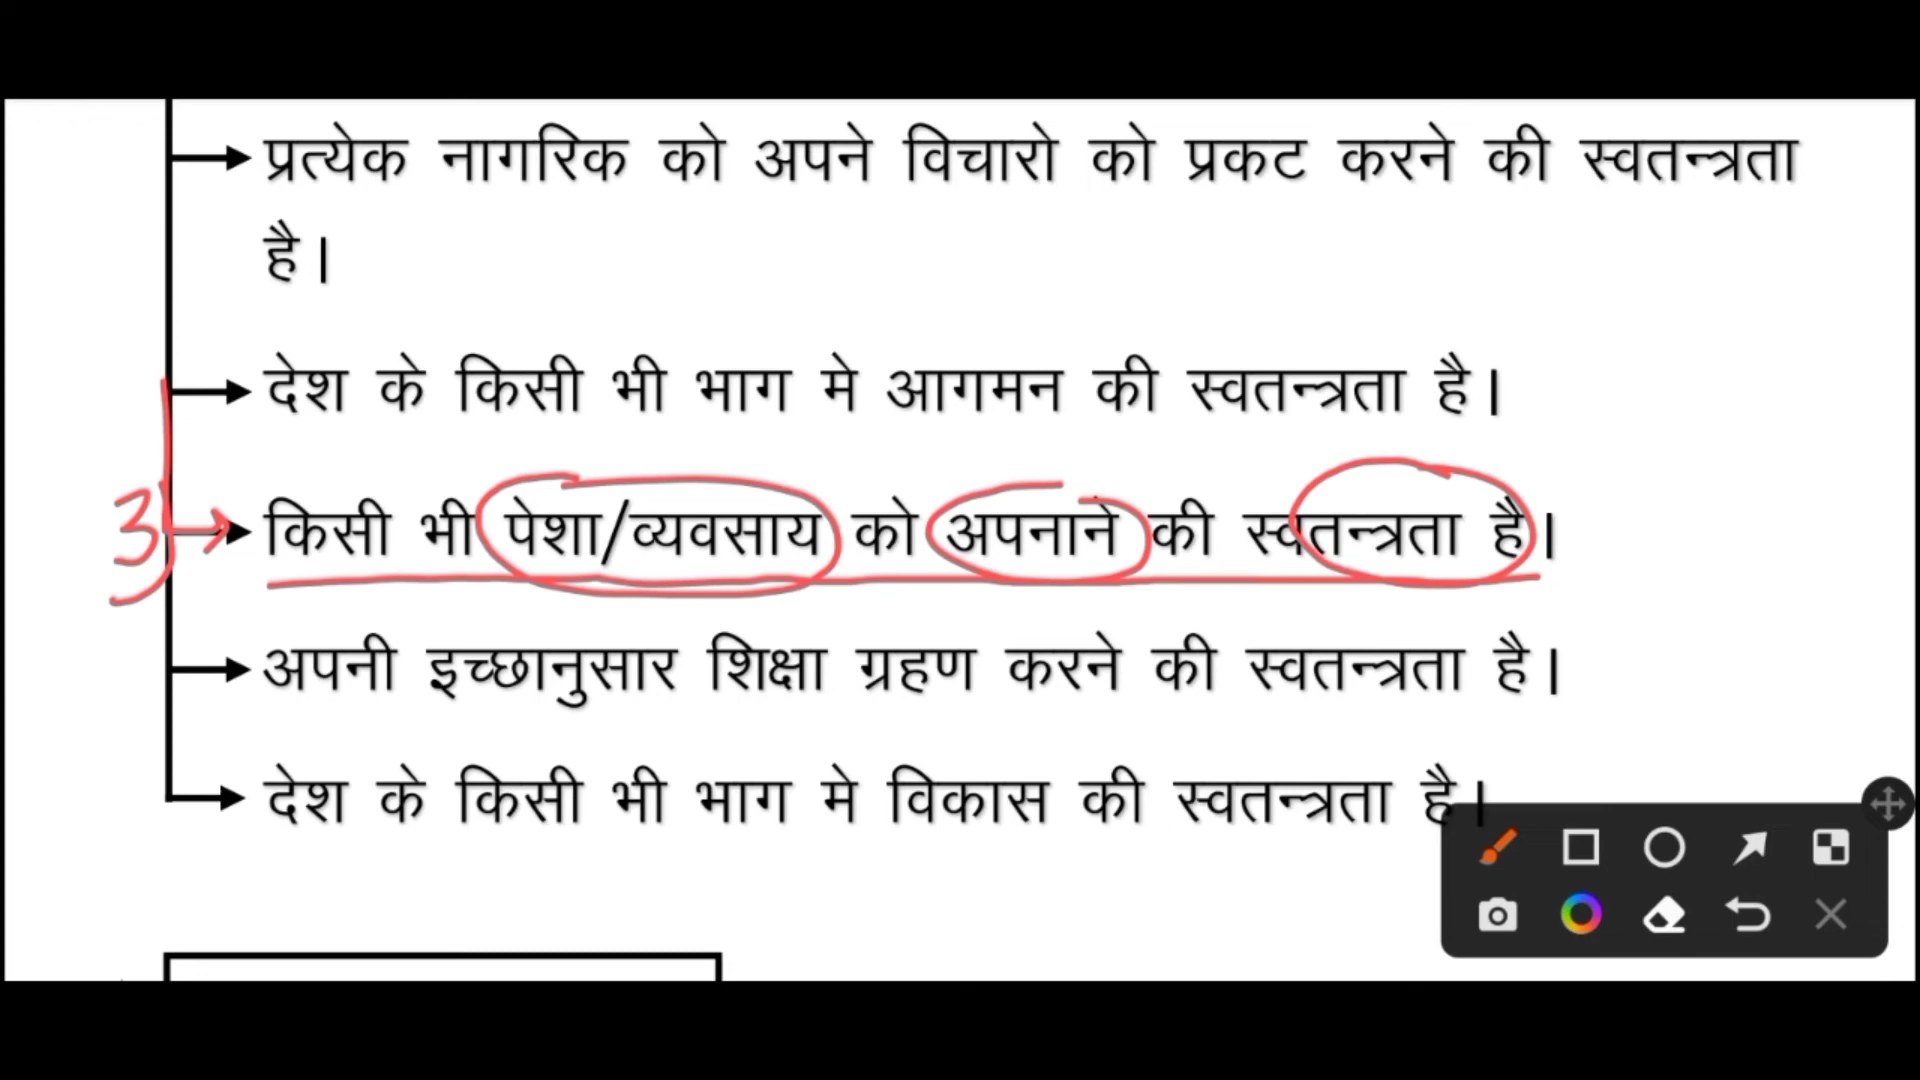 प्रत्येक नागरिक को अपने विचारो को प्रकट करने की स्वतन्त्रता
है।
देश के किसी भी भाग मे आगमन की स्वतन्त्रता है।
3 किसी भी पेशा/व्यवसाय को अपनाने की स्वतन्त्रता है।
अपनी इच्छानुसार शिक्षा ग्रहण करने की स्वतन्त्रता है।
देश के किसी भी भाग मे विकास की स्वतन्त्रता है।